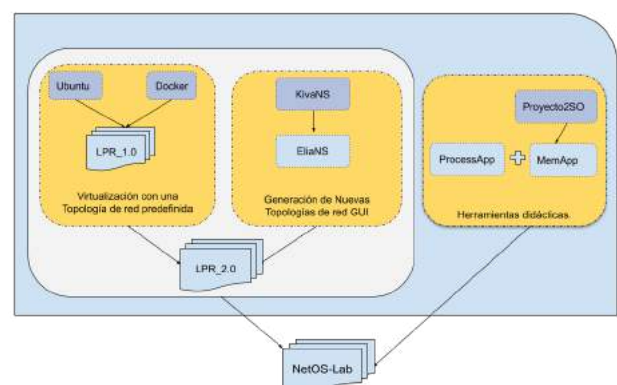 Ubuntu
Docker
LPR_1.0
Virtualización con una
Topología de red predefinida
KivaNS
EliaNS
Generación de Nuevas
Topologías de red GUI
Proyecto2SO
ProcessApp
MemApp
Herramientas didácticas.
LPR_2.0
NetOS-Lab